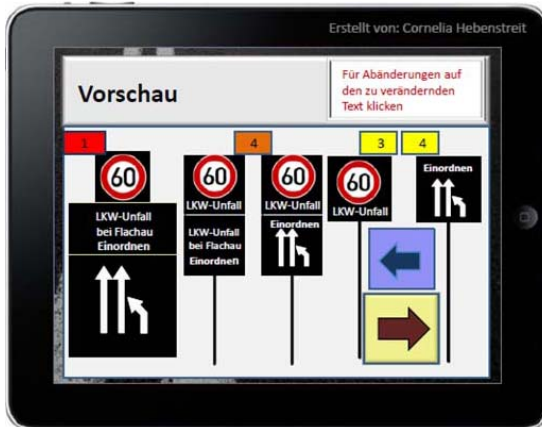 Erstellt von: Cornelia Hebenstreit
Vorschau
Für Abänderungen auf
den zu verändernden
Text klicken
1
4
3
4
60
LKW-Unfall
bei Flachau
Einordnen
60
LKW-Unfall
LKW-Unfall
bei Flachau
Einordnen
60
LKW-Unfall
Einordnen
60
LKW-Unfall
Einordnen